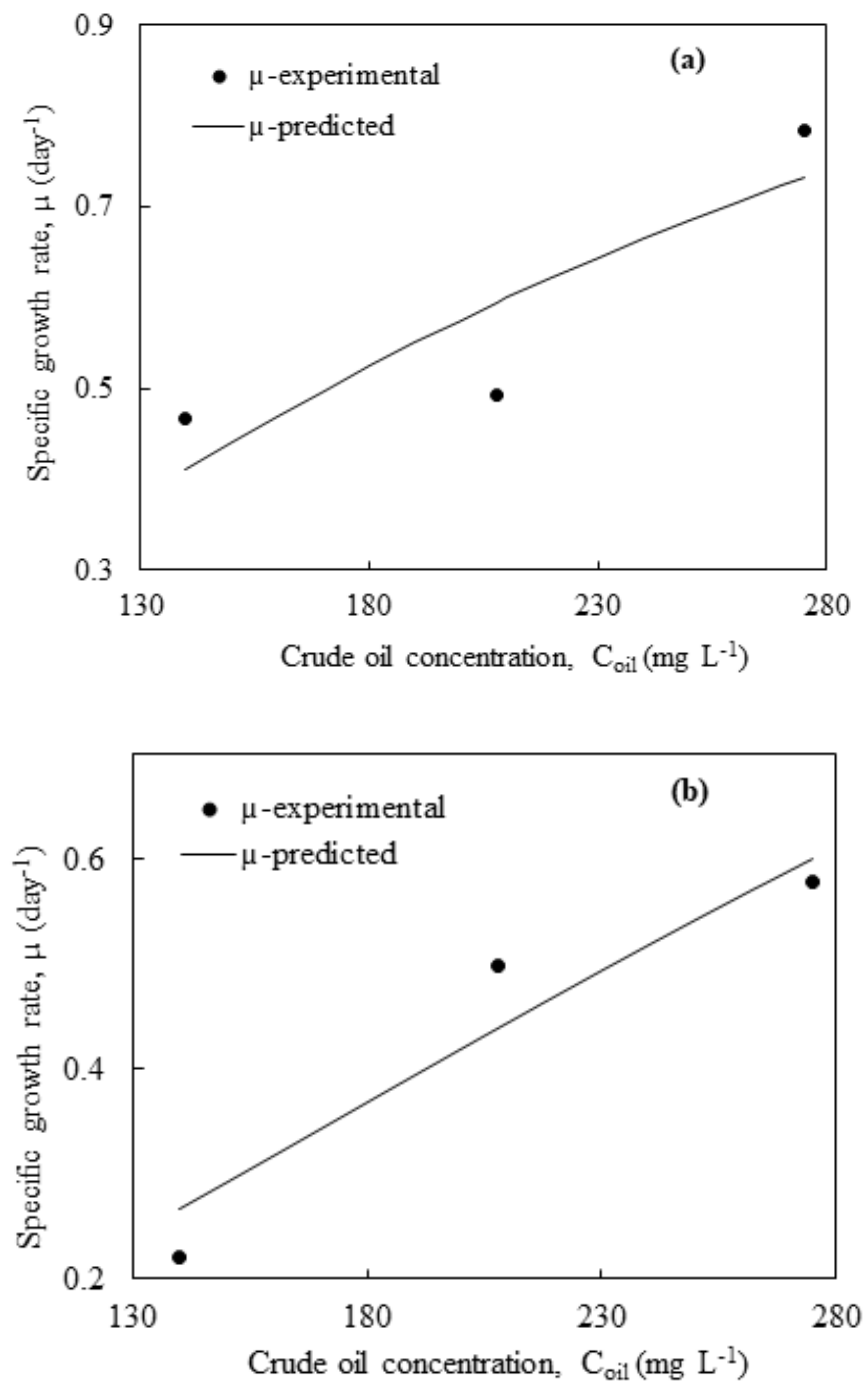 0.9
(a)
μ-experimental
μ-predicted
0.7
0.5
0.3
Specific growth rate, μ (day-1)
130 180 230 280
Crude oil concentration, Coil (mg L-1)
(b)
μ-experimental
μ-predicted
0.6
0.4
0.2
Specific growth rate, μ (day-1)
130 180 230 280
Crude oil concentration, Coil (mg L-1)